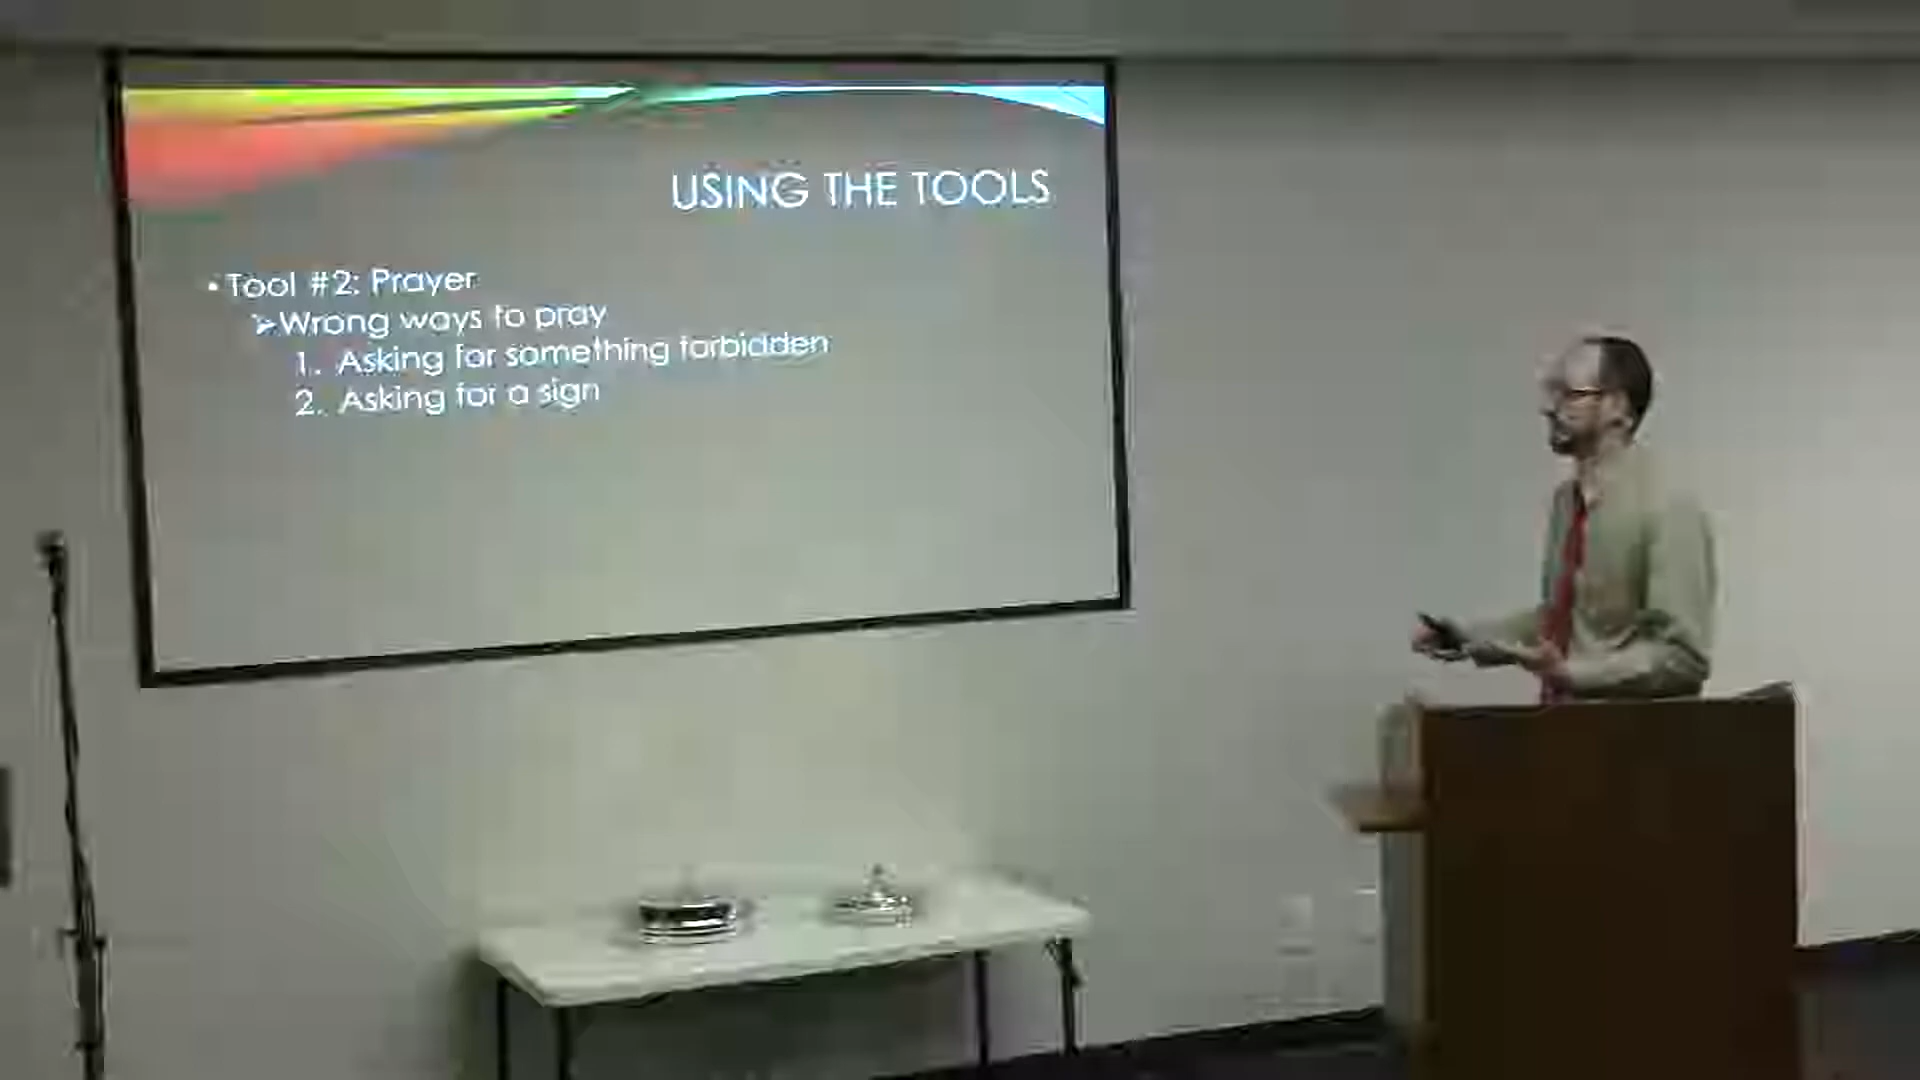 USING THE TOOLS
• Tool #2: Prayer
➢Wrong ways to pray
1. Asking for something forbidden
2. Asking for a sign